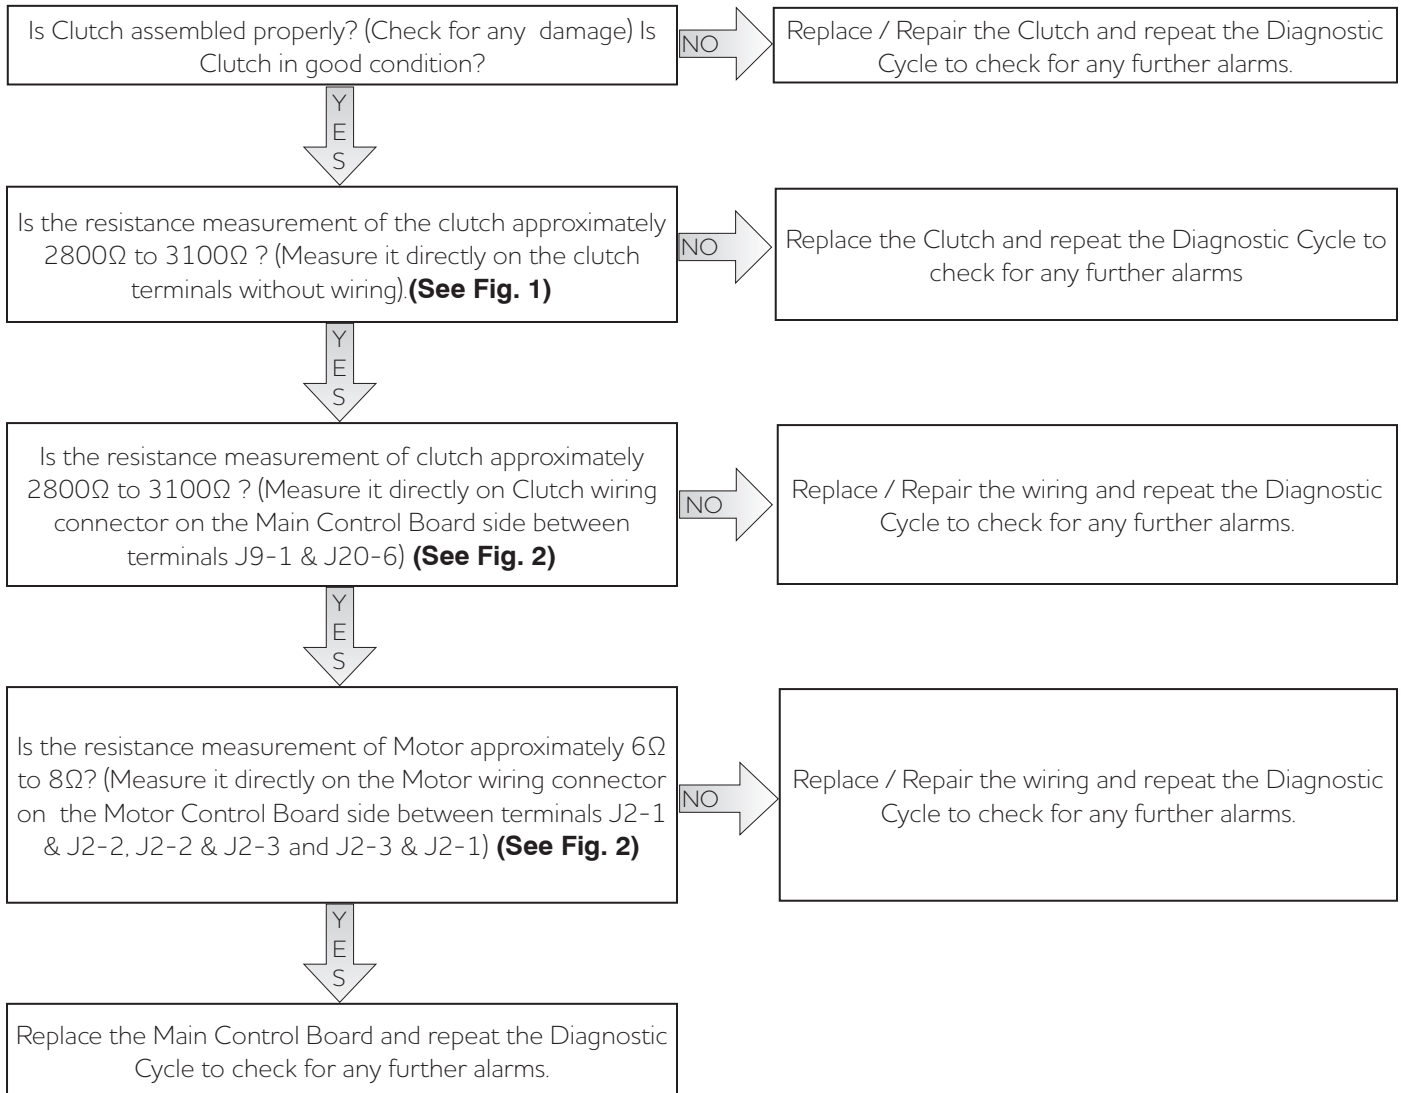 Is Clutch assembled properly? (Check for any  damage) Is
Clutch in good condition?
NO
Replace / Repair the Clutch and repeat the Diagnostic
Cycle to check for any further alarms.
Y
E
S
Is the resistance measurement of the clutch approximately
2800Ω to 3100Ω ? (Measure it directly on the clutch
terminals without wiring).(See Fig. 1)
NO
Replace the Clutch and repeat the Diagnostic Cycle to
check for any further alarms
Y
E
S
Is the resistance measurement of clutch approximately
2800Ω to 3100Ω ? (Measure it directly on Clutch wiring
connector on the Main Control Board side between
terminals J9-1 & J20-6) (See Fig. 2)
NO
Replace / Repair the wiring and repeat the Diagnostic
Cycle to check for any further alarms.
Y
E
S
Is the resistance measurement of Motor approximately 6Ω
to 8Ω? (Measure it directly on the Motor wiring connector
on  the Motor Control Board side between terminals J2-1
& J2-2, J2-2 & J2-3 and J2-3 & J2-1) (See Fig. 2)
NO
Replace / Repair the wiring and repeat the Diagnostic
Cycle to check for any further alarms.
Y
E
S
Replace the Main Control Board and repeat the Diagnostic
Cycle to check for any further alarms.